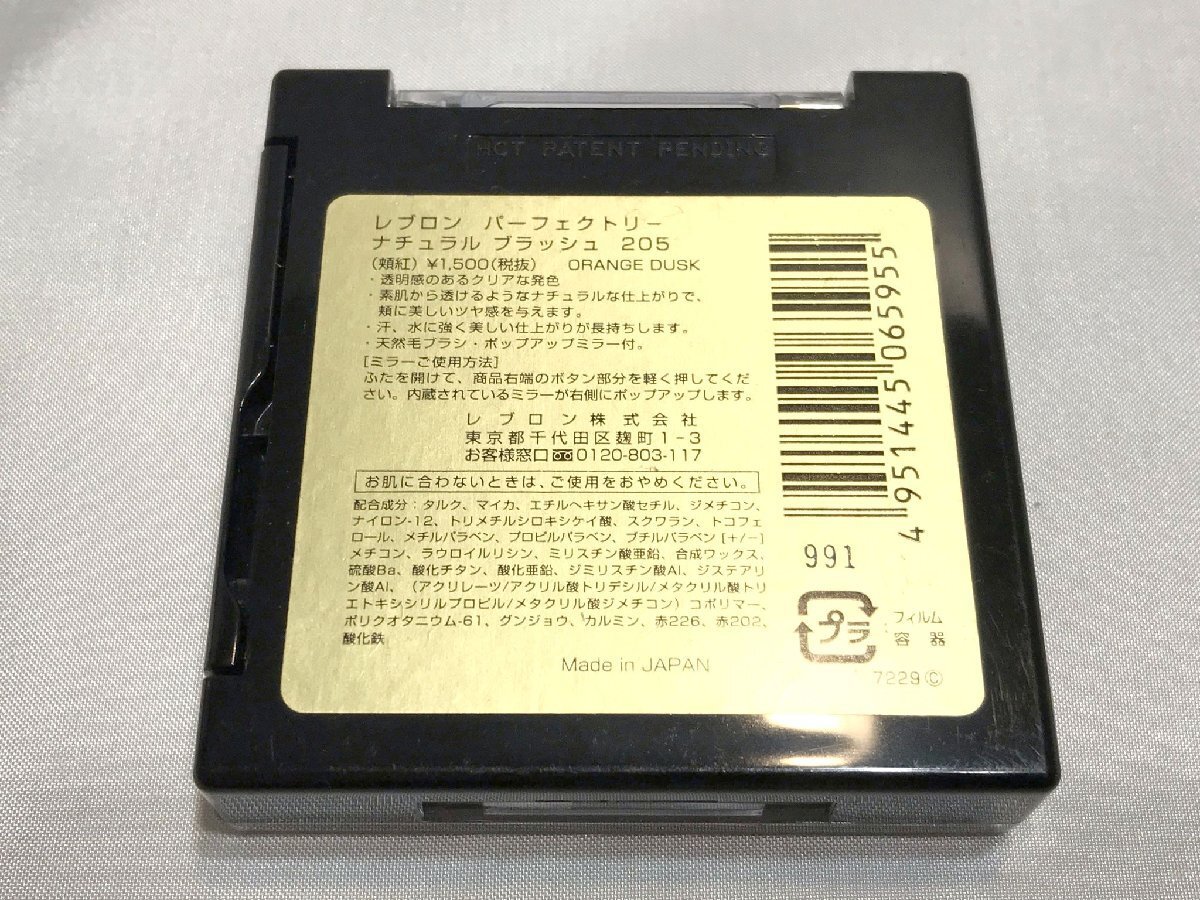 HCT PATENT PENDING
レブロン パーフェクトリー
ナチュラル ブラッシュ 205
(頬紅) ¥1,500(税抜) ORANGE DUSK
・透明感のあるクリアな発色
・素肌から透けるようなナチュラルな仕上がりで、
頬に美しいツヤ感を与えます。
・汗、水に強く美しい仕上がりが長持ちします。
・天然毛ブラシ・ポップアップミラー付。
[ミラーご使用方法]
ふたを開けて、商品右端のボタン部分を軽く押してくだ
さい。内蔵されているミラーが右側にポップアップします。
レブロン株式会社
東京都千代田区麹町1-3
お客様窓口 0120-803-117
お肌に合わないときは、ご使用をおやめください。
配合成分:タルク、マイカ、エチルヘキサン酸セチル、ジメチコン、
ナイロン-12、トリメチルシロキシケイ酸、スクワラン、トコフェ
ロール、メチルパラベン、プロピルパラベン、ブチルパラベン [+/-]
メチコン、ラウロイルリシン、ミリスチン酸亜鉛、合成ワックス、
硫酸Ba、酸化チタン、酸化亜鉛、ジミリスチン酸Al、ジステアリ
ン酸Al、(アクリレーツ/アクリル酸トリデシル/メタクリル酸トリ
エトキシシリルプロピル/メタクリル酸ジメチコン)コポリマー、
ポリクオタニウム-61、グンジョウ、カルミン、赤226、赤202、
酸化鉄
Made in JAPAN
4951445065955
991
プラ
フィルム
容器
7229©